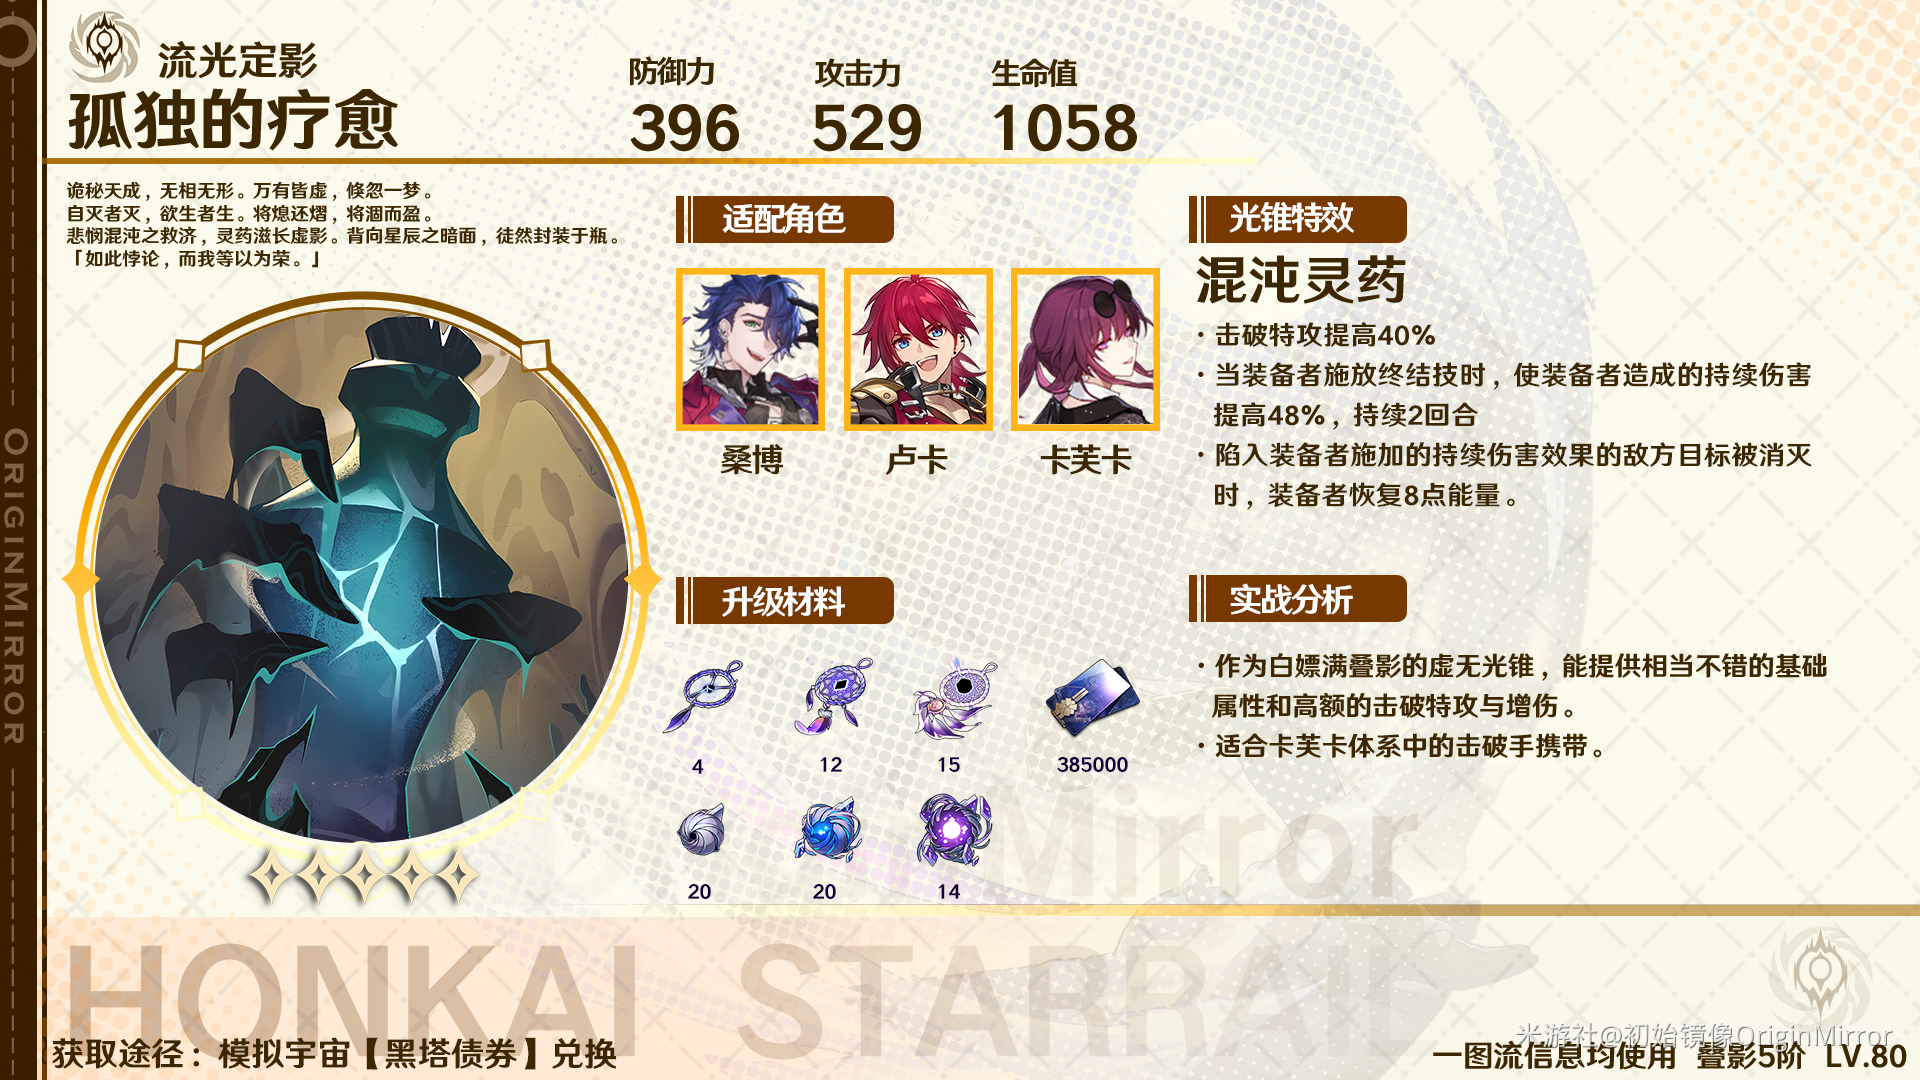 流光定影
孤独的疗愈
防御力 攻击力 生命值
396 529 1058
诡秘天成，无相无形。万有皆虚，倏忽一梦。
自灭者灭，欲生者生。将熄还熠，将涸而盈。
悲悯混沌之救济，灵药滋长虚影。背向星辰之暗面，徒然封装于瓶。
「如此悖论，而我等以为荣。」
适配角色
桑博 卢卡 卡芙卡
光锥特效
混沌灵药
·击破特攻提高40%
·当装备者施放终结技时，使装备者造成的持续伤害
提高48%，持续2回合
·陷入装备者施加的持续伤害效果的敌方目标被消灭
时，装备者恢复8点能量。
升级材料
4 12 15 385000
20 20 14
实战分析
·作为白嫖满叠影的虚无光锥，能提供相当不错的基础
属性和高额的击破特攻与增伤。
·适合卡芙卡体系中的击破手携带。
ORIGINMIRROR
Mirror
HONKAI STARRAIL
获取途径：模拟宇宙【黑塔债券】兑换
米游社@初始镜像OriginMirror
一图流信息均使用 叠影5阶 LV.80